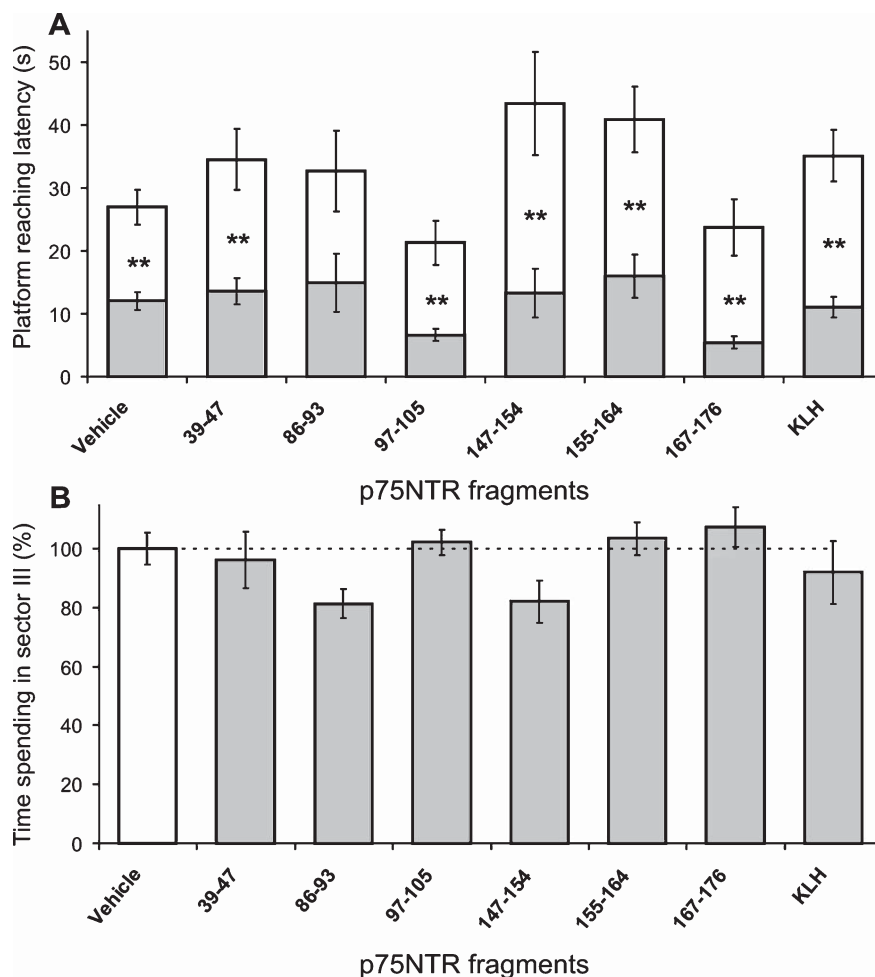 A
Platform reaching latency (s)
50
40
30
20
10
0
** ** ** ** ** ** **
Vehicle 39-47 86-93 97-105 147-154 155-164 167-176 KLH
p75NTR fragments
B
Time spending in sector III (%)
100
80
60
40
20
0
Vehicle 39-47 86-93 97-105 147-154 155-164 167-176 KLH
p75NTR fragments